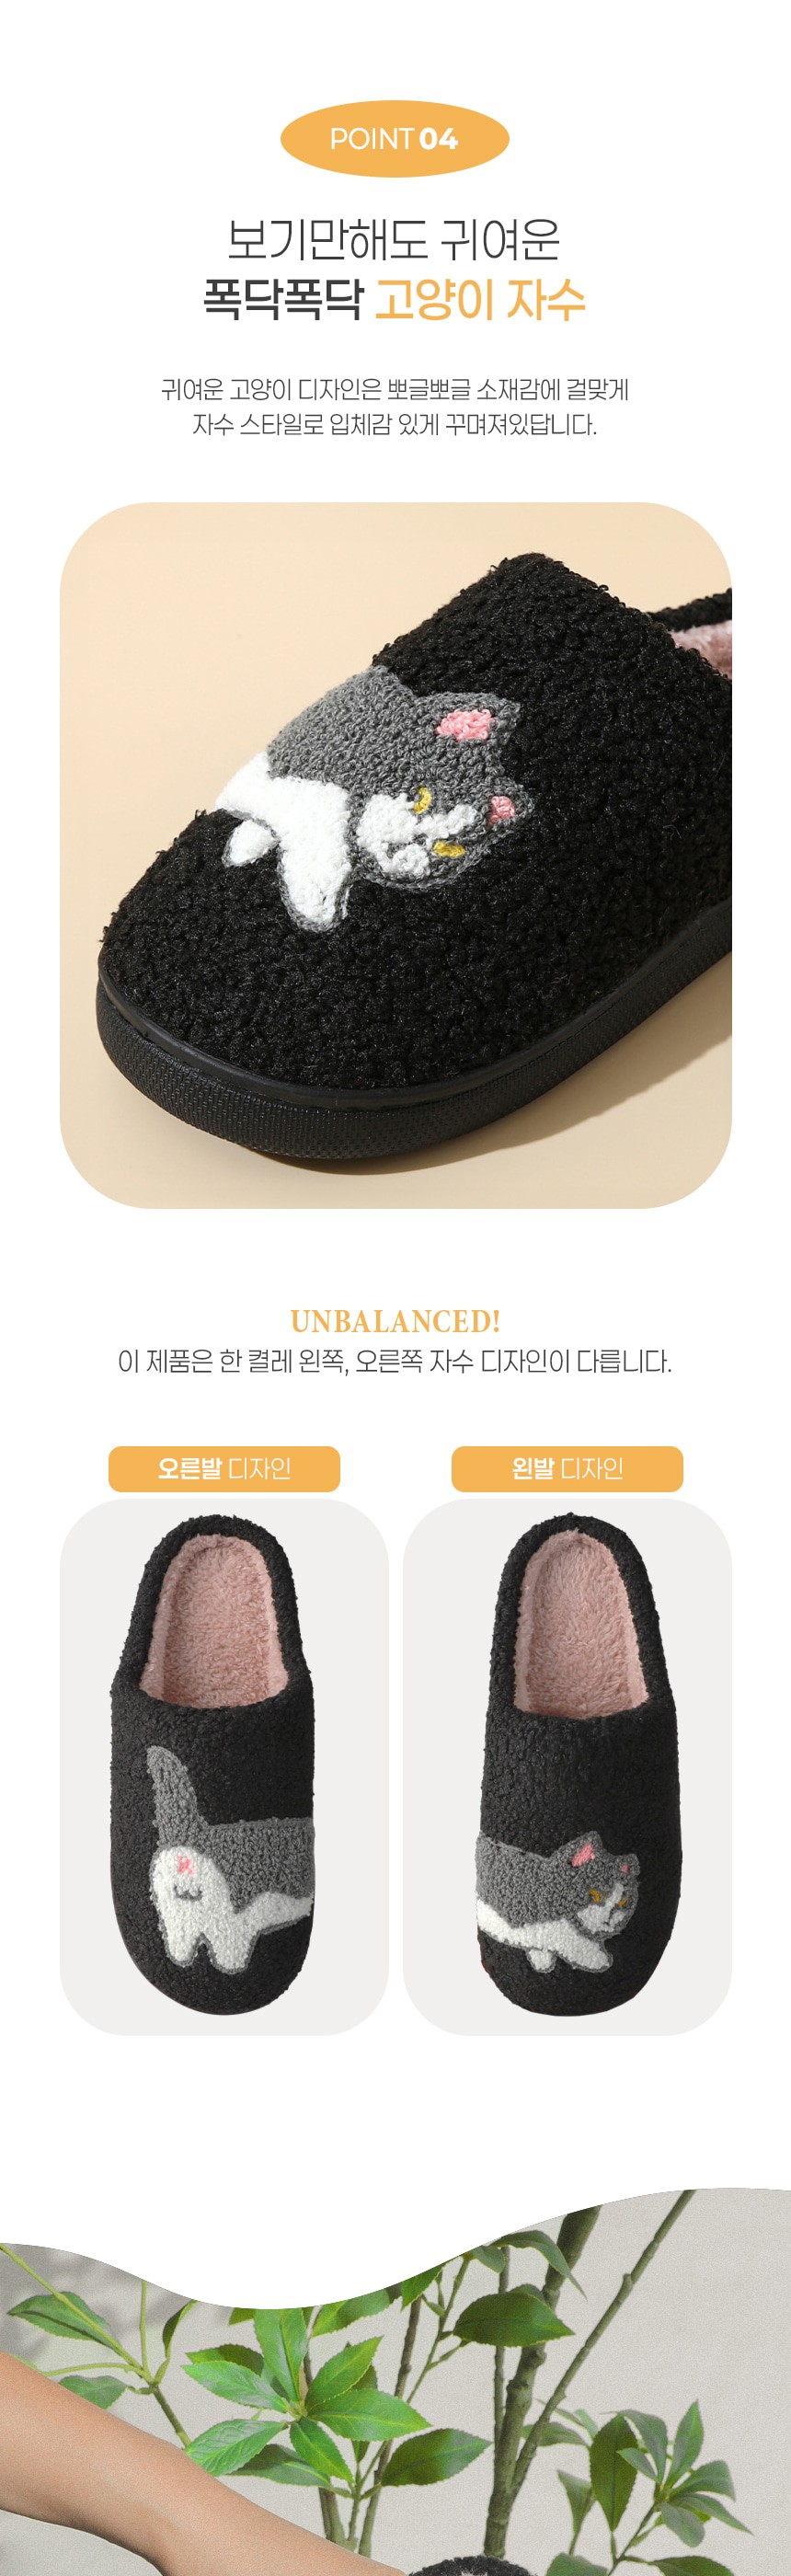 POINT 04
보기만해도 귀여운
폭닥폭닥 고양이 자수
귀여운 고양이 디자인은 뽀글뽀글 소재감에 걸맞게
자수 스타일로 입체감 있게 꾸며져있답니다.
UNBALANCED!
이 제품은 한 켤레 왼쪽, 오른쪽 자수 디자인이 다릅니다.
오른발 디자인
왼발 디자인